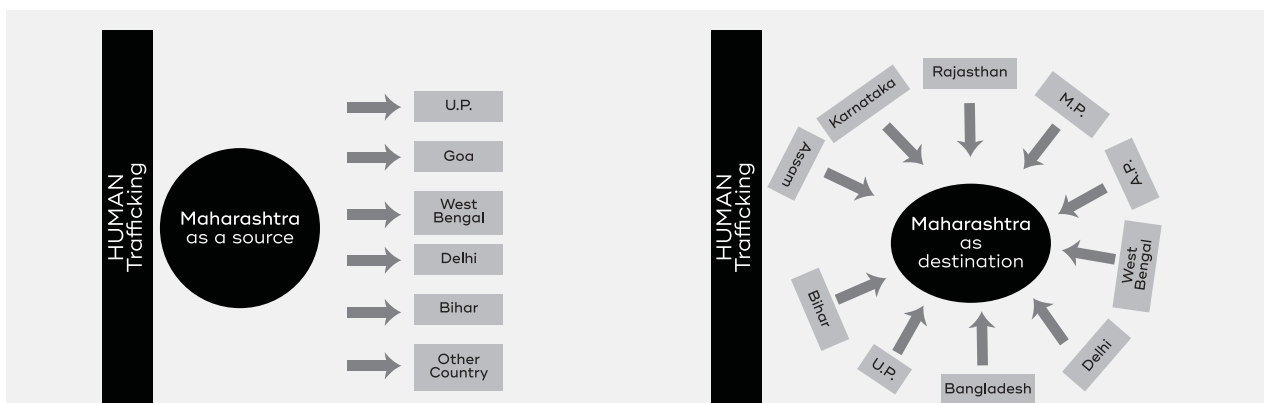 HUMAN
Trafficking
Maharashtra
as a source
U.P.
Goa
West
Bengal
Delhi
Bihar
Other
Country
HUMAN
Trafficking
Maharashtra
as
destination
Assam
Karnataka
Rajasthan
M.P.
A.P.
West
Bengal
Delhi
Bangladesh
U.P.
Bihar